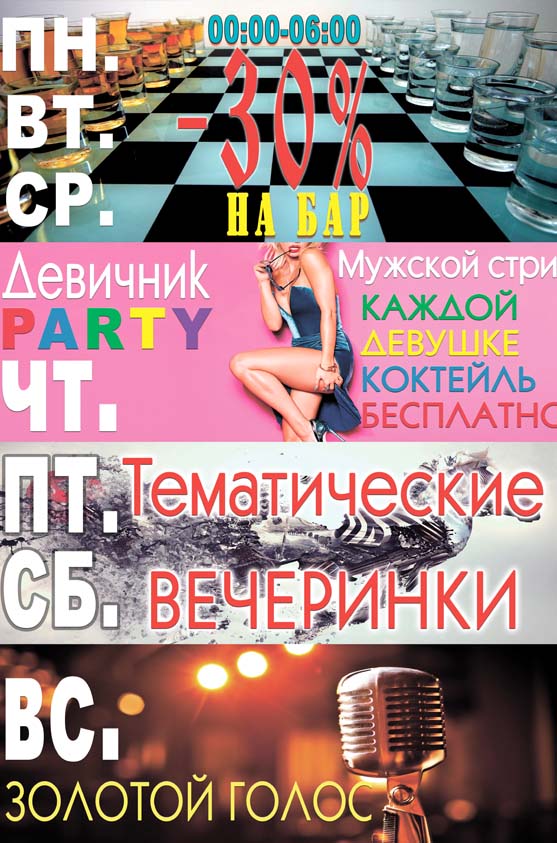 ПН.
ВТ.
СР.
00:00-06:00
-30%
НА БАР
Девичник
PARTY
ЧТ.
Мужской стри
КАЖДОЙ
ДЕВУШКЕ
КОКТЕЙЛЬ
БЕСПЛАТНО
ПТ.
СБ.
Тематические
ВЕЧЕРИНКИ
ВС.
ЗОЛОТОЙ ГОЛОС